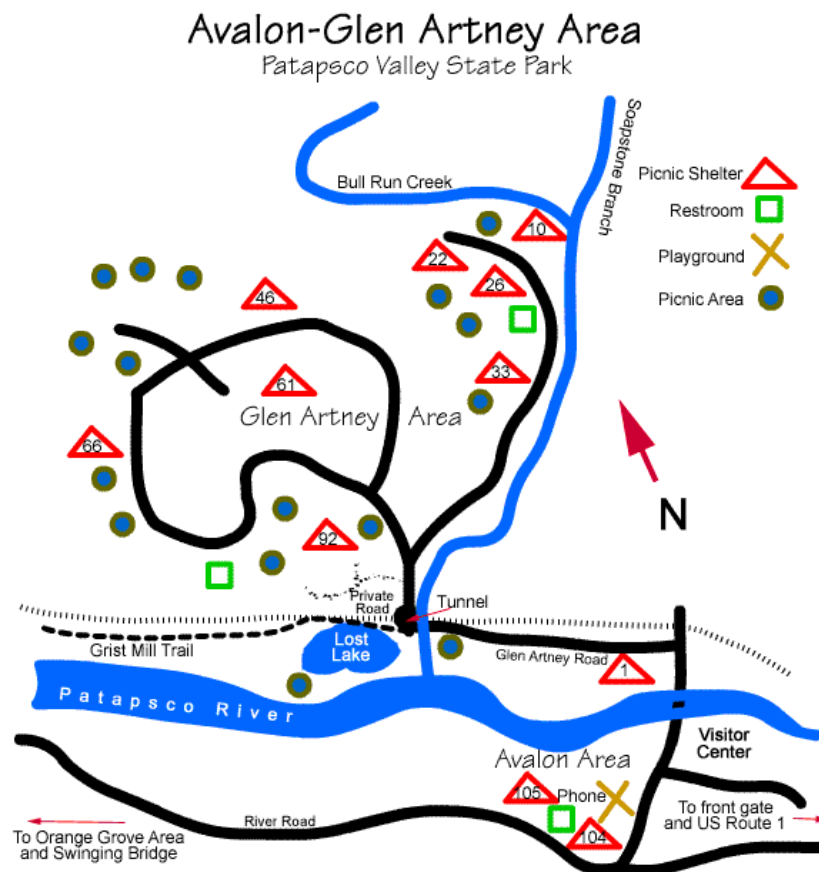 Avalon-Glen Artney Area
Patapsco Valley State Park
Soapstone Branch
Bull Run Creek
Picnic Shelter
Restroom
Playground
Picnic Area
10
22
26
46
33
61
Glen Artney Area
66
N
92
Private
Road
Tunnel
Grist Mill Trail
Lost
Lake
Glen Artney Road
1
Patapsco River
Visitor
Center
Avalon Area
105
Phone
104
River Road
To Orange Grove Area
and Swinging Bridge
To front gate
and US Route 1